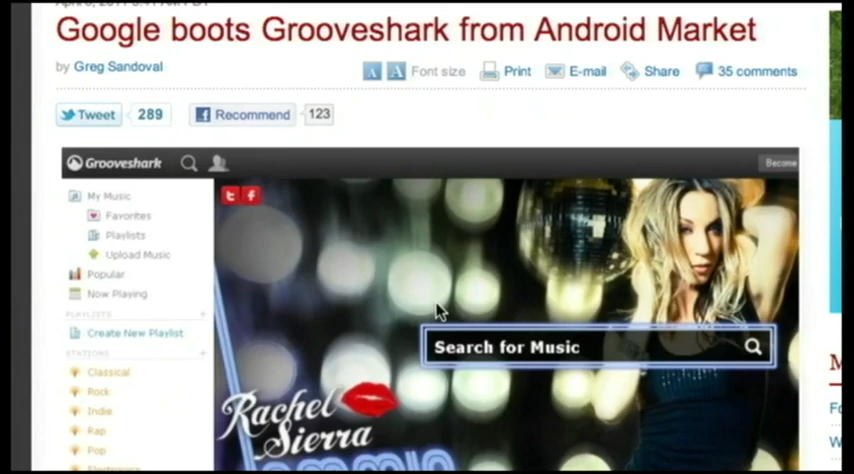 Google boots Grooveshark from Android Market
by Greg Sandoval
A A Font size Print E-mail Share 35 comments
Tweet 289 Recommend 123
Grooveshark
Become
My Music
Favorites
Playlists
Upload Music
Popular
Now Playing
PLAYLISTS
Create New Playlist
Search for Music
STATIONS
Classical
Rock
Indie
Rap
Pop
Rachel
Sierra